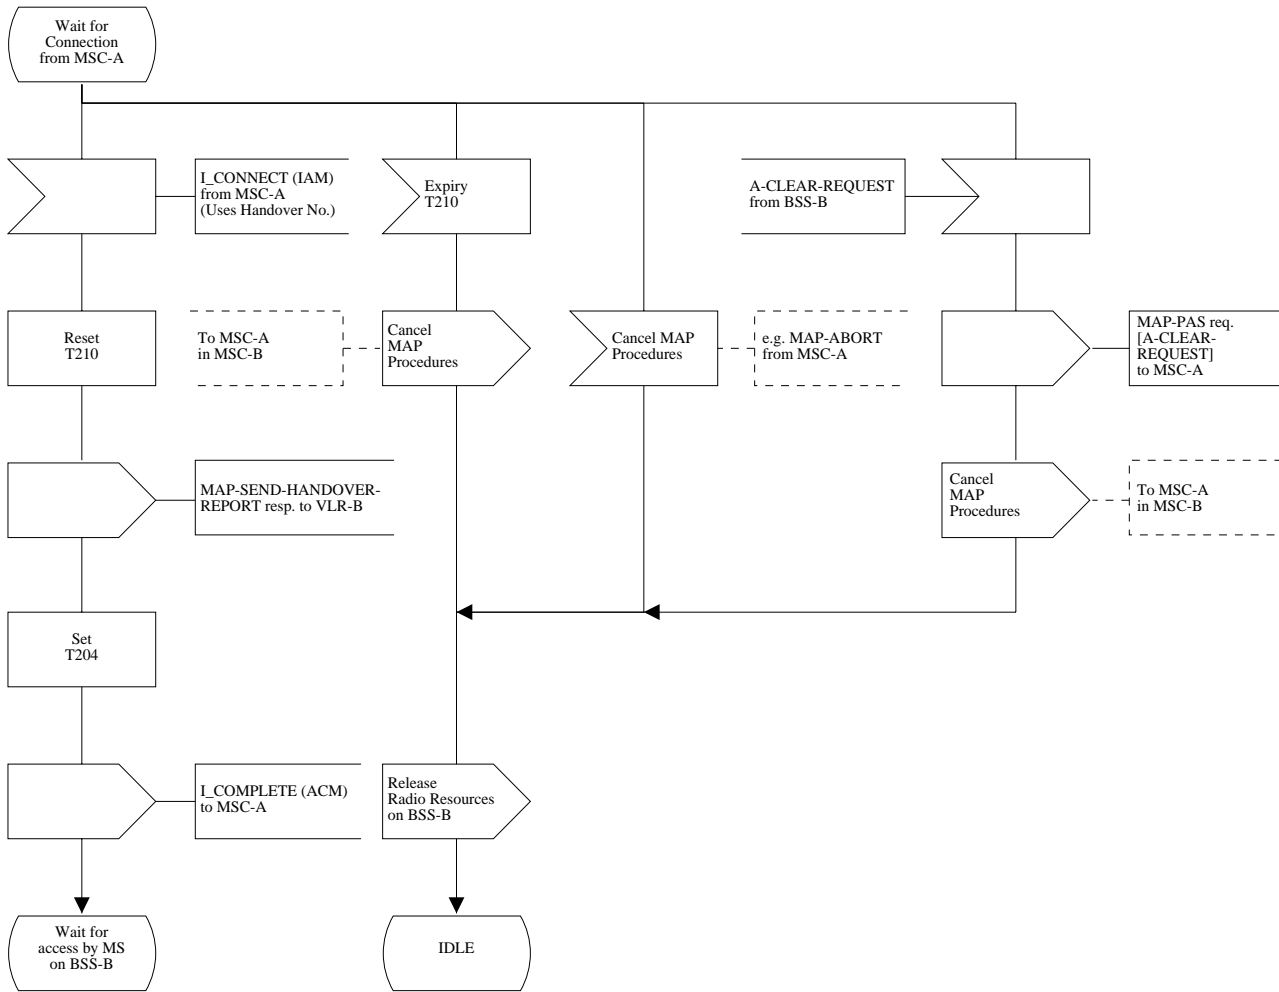 Wait for
Connection
from MSC-A
I_CONNECT (IAM)
from MSC-A
(Uses Handover No.)
Expiry
T210
A-CLEAR-REQUEST
from BSS-B
Reset
T210
To MSC-A
in MSC-B
Cancel
MAP
Procedures
Cancel MAP
Procedures
e.g. MAP-ABORT
from MSC-A
MAP-PAS req.
[A-CLEAR-
REQUEST]
to MSC-A
MAP-SEND-HANDOVER-
REPORT resp. to VLR-B
Cancel
MAP
Procedures
To MSC-A
in MSC-B
Set
T204
I_COMPLETE (ACM)
to MSC-A
Release
Radio Resources
on BSS-B
Wait for
access by MS
on BSS-B
IDLE